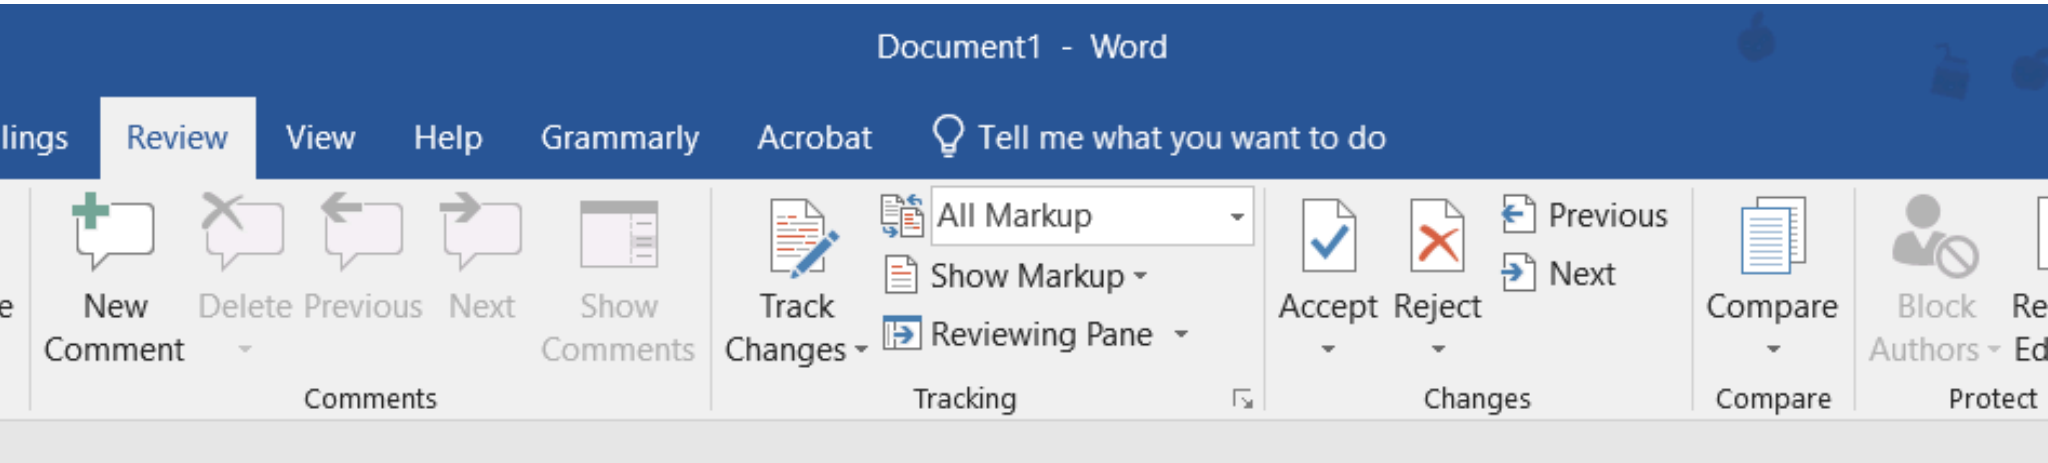 Document1 - Word
lings Review View Help Grammarly Acrobat Tell me what you want to do
e New Comment Delete Previous Next Show Comments
Comments
Track Changes
All Markup
Show Markup
Reviewing Pane
Tracking
Accept Reject
Previous
Next
Changes
Compare
Compare
Block Authors
Re
Ed
Protect